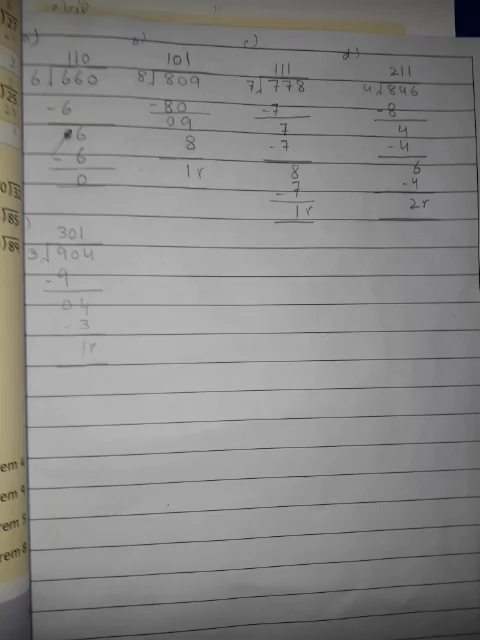 a) b) c) d)
110 101 111 211
6√660 8√809 7√778 4√846
-6 -80 -7 -8
6 09 7 4
-6 8 -7 -4
0 1r 8 6
-7 -4
1r 2r
301
3√904
-9
04
-3
1r